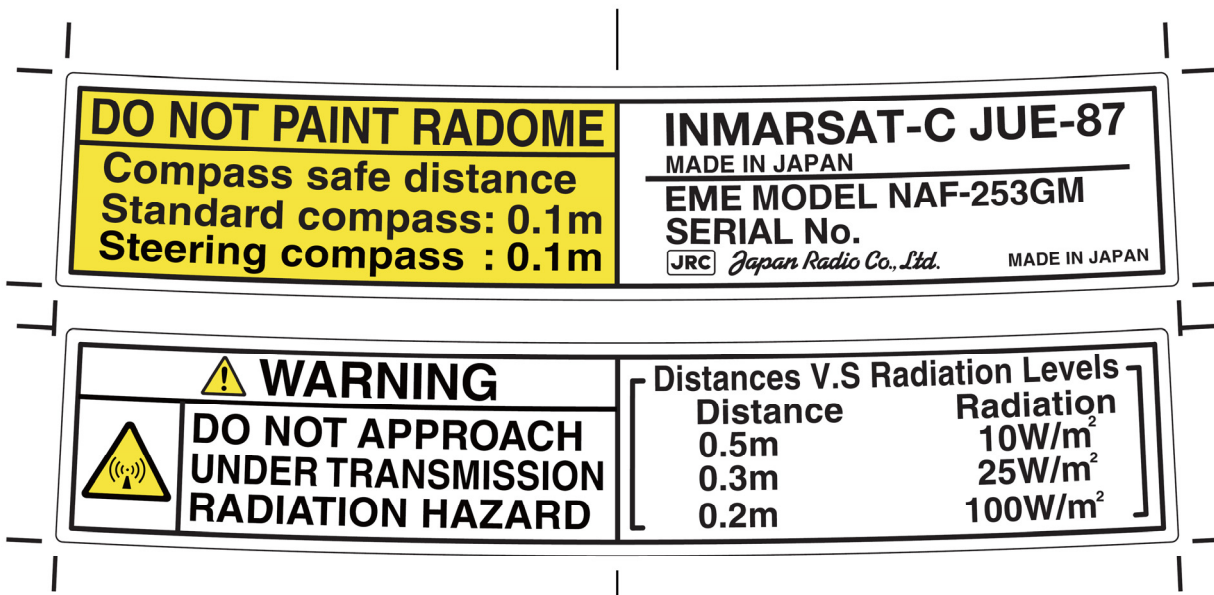 DO NOT PAINT RADOME
Compass safe distance
Standard compass: 0.1m
Steering compass : 0.1m
INMARSAT-C JUE-87
MADE IN JAPAN
EME MODEL NAF-253GM
SERIAL No.
JRC Japan Radio Co., Ltd. MADE IN JAPAN
WARNING
DO NOT APPROACH
UNDER TRANSMISSION
RADIATION HAZARD
Distances V.S Radiation Levels
Distance Radiation
0.5m 10W/m²
0.3m 25W/m²
0.2m 100W/m²